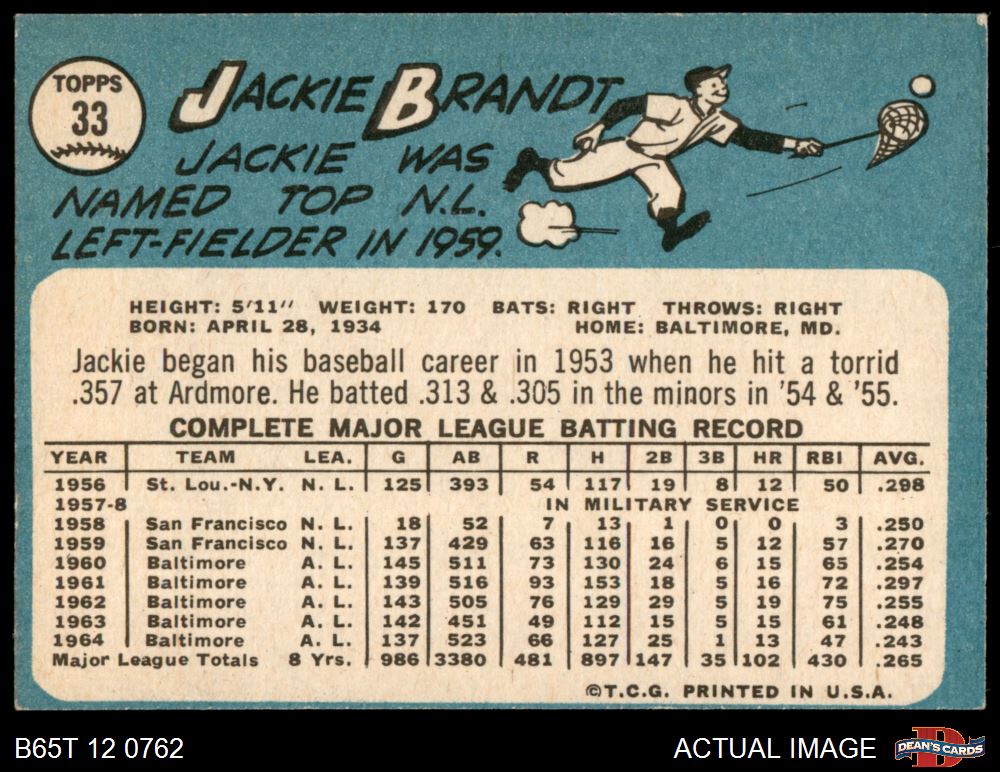 TOPPS
33
JACKIE BRANDT
JACKIE WAS
NAMED TOP N.L.
LEFT-FIELDER IN 1959.
HEIGHT: 5'11" WEIGHT: 170 BATS: RIGHT THROWS: RIGHT
BORN: APRIL 28, 1934 HOME: BALTIMORE, MD.
Jackie began his baseball career in 1953 when he hit a torrid
.357 at Ardmore. He batted .313 & .305 in the minors in '54 & '55.
COMPLETE MAJOR LEAGUE BATTING RECORD
YEAR TEAM LEA. G AB R H 2B 3B HR RBI AVG.
1956 St. Lou.-N.Y. N. L. 125 393 54 117 19 8 12 50 .298
1957-8 IN MILITARY SERVICE
1958 San Francisco N. L. 18 52 7 13 1 0 0 3 .250
1959 San Francisco N. L. 137 429 63 116 16 5 12 57 .270
1960 Baltimore A. L. 145 511 73 130 24 6 15 65 .254
1961 Baltimore A. L. 139 516 93 153 18 5 16 72 .297
1962 Baltimore A. L. 143 505 76 129 29 5 19 75 .255
1963 Baltimore A. L. 142 451 49 112 15 5 15 61 .248
1964 Baltimore A. L. 137 523 66 127 25 1 13 47 .243
Major League Totals 8 Yrs. 986 3380 481 897 147 35 102 430 .265
©T.C.G. PRINTED IN U.S.A.
B65T 12 0762 ACTUAL IMAGE DEAN'S CARDS